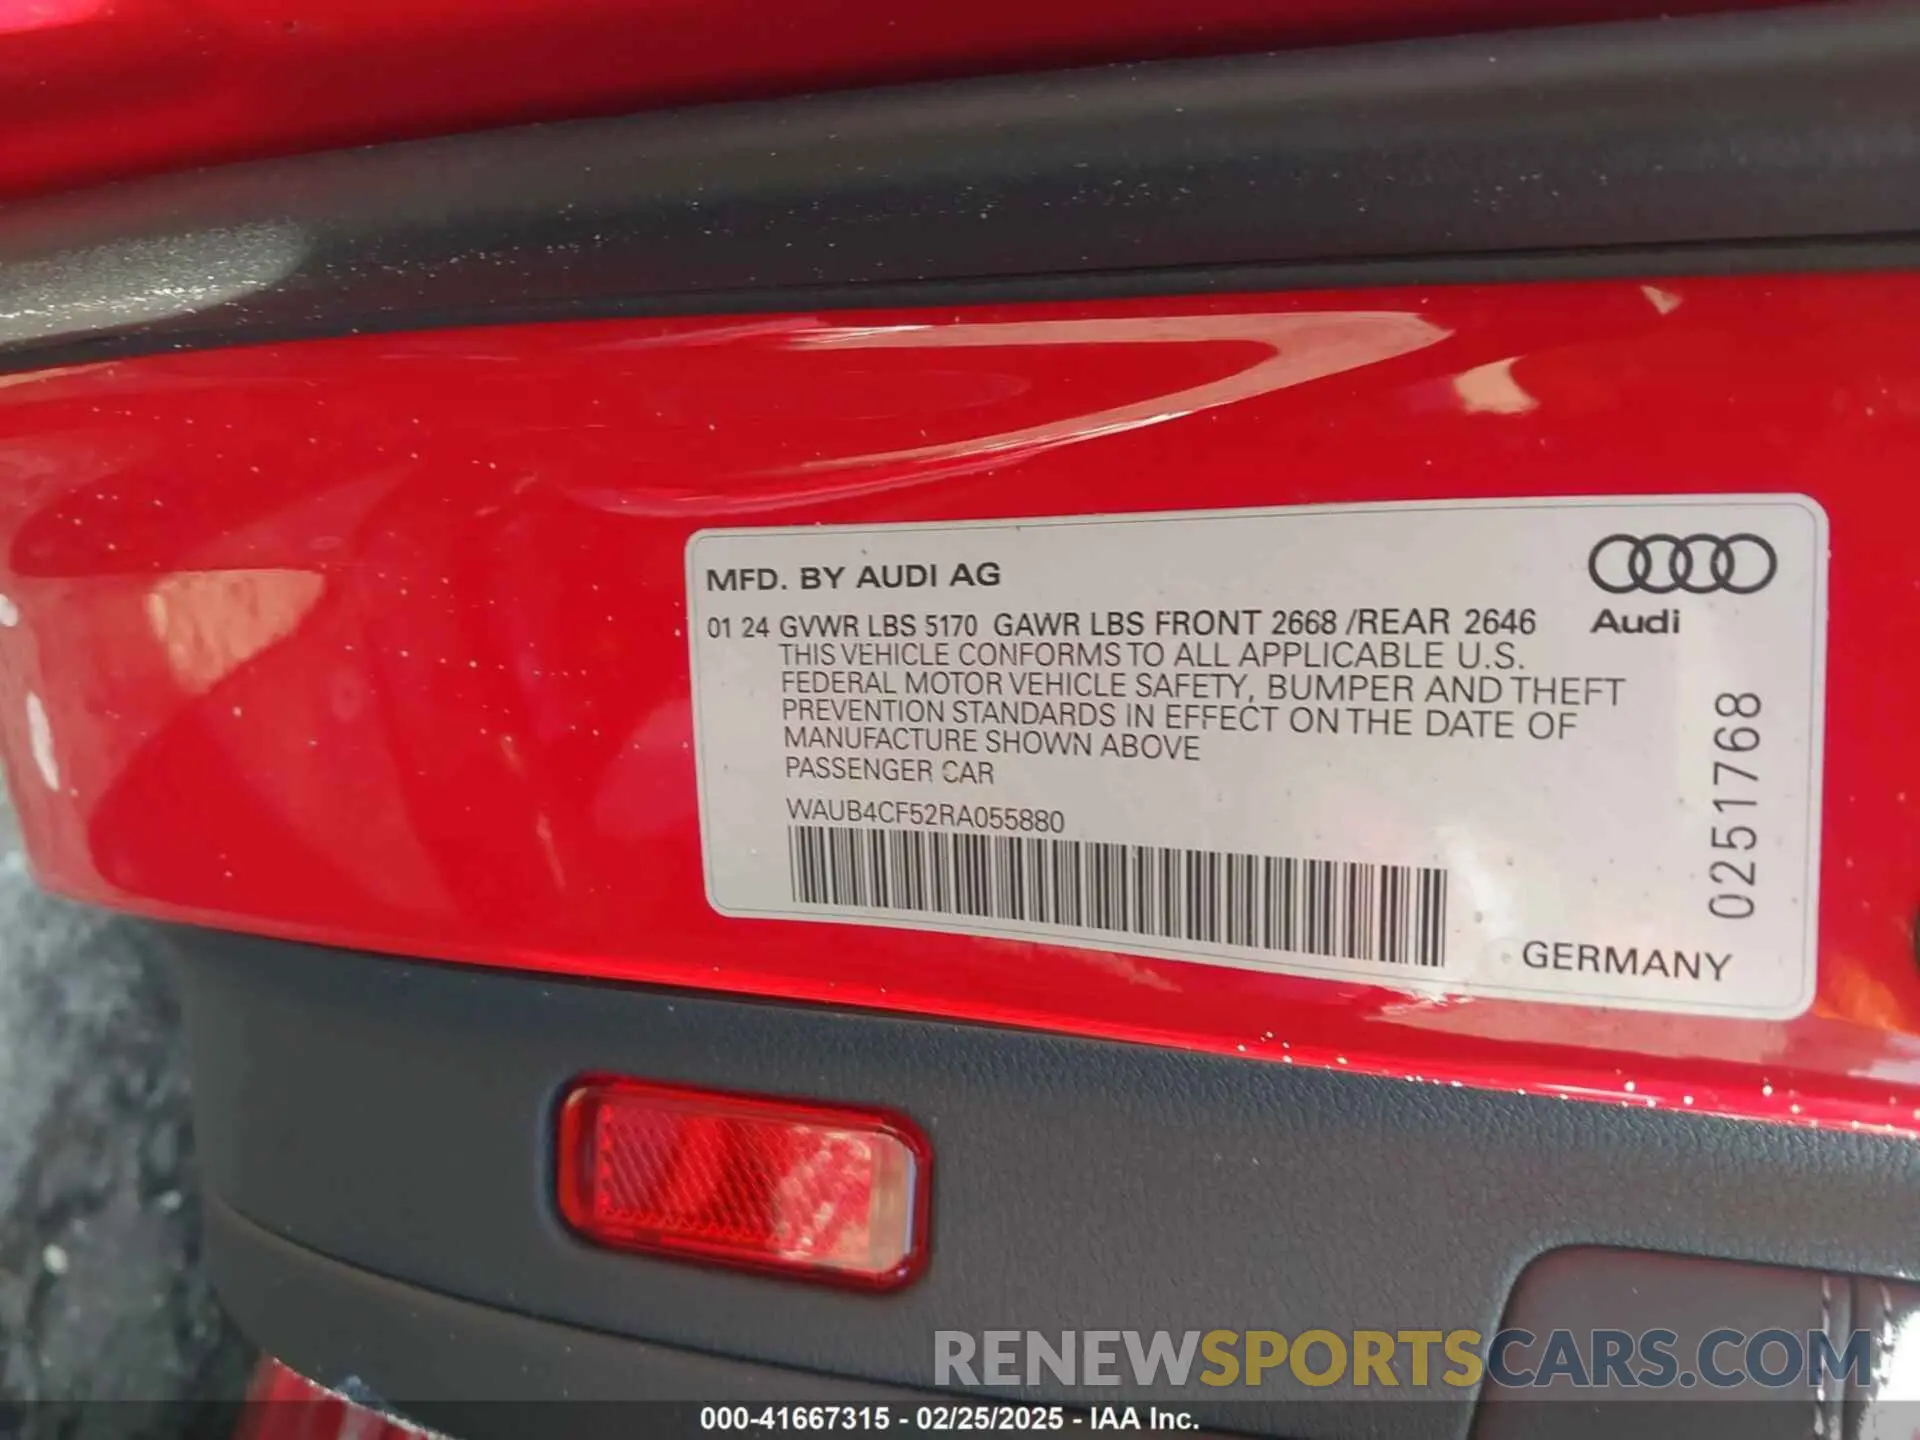 MFD. BY AUDI AG
Audi
01 24 GVWR LBS 5170 GAWR LBS FRONT 2668 /REAR 2646
THIS VEHICLE CONFORMS TO ALL APPLICABLE U.S.
FEDERAL MOTOR VEHICLE SAFETY, BUMPER AND THEFT
PREVENTION STANDARDS IN EFFECT ON THE DATE OF
MANUFACTURE SHOWN ABOVE
PASSENGER CAR
WAUB4CF52RA055880
0251768
GERMANY
RENEWSPORTSCARS.COM
000-41667315 - 02/25/2025 - IAA Inc.